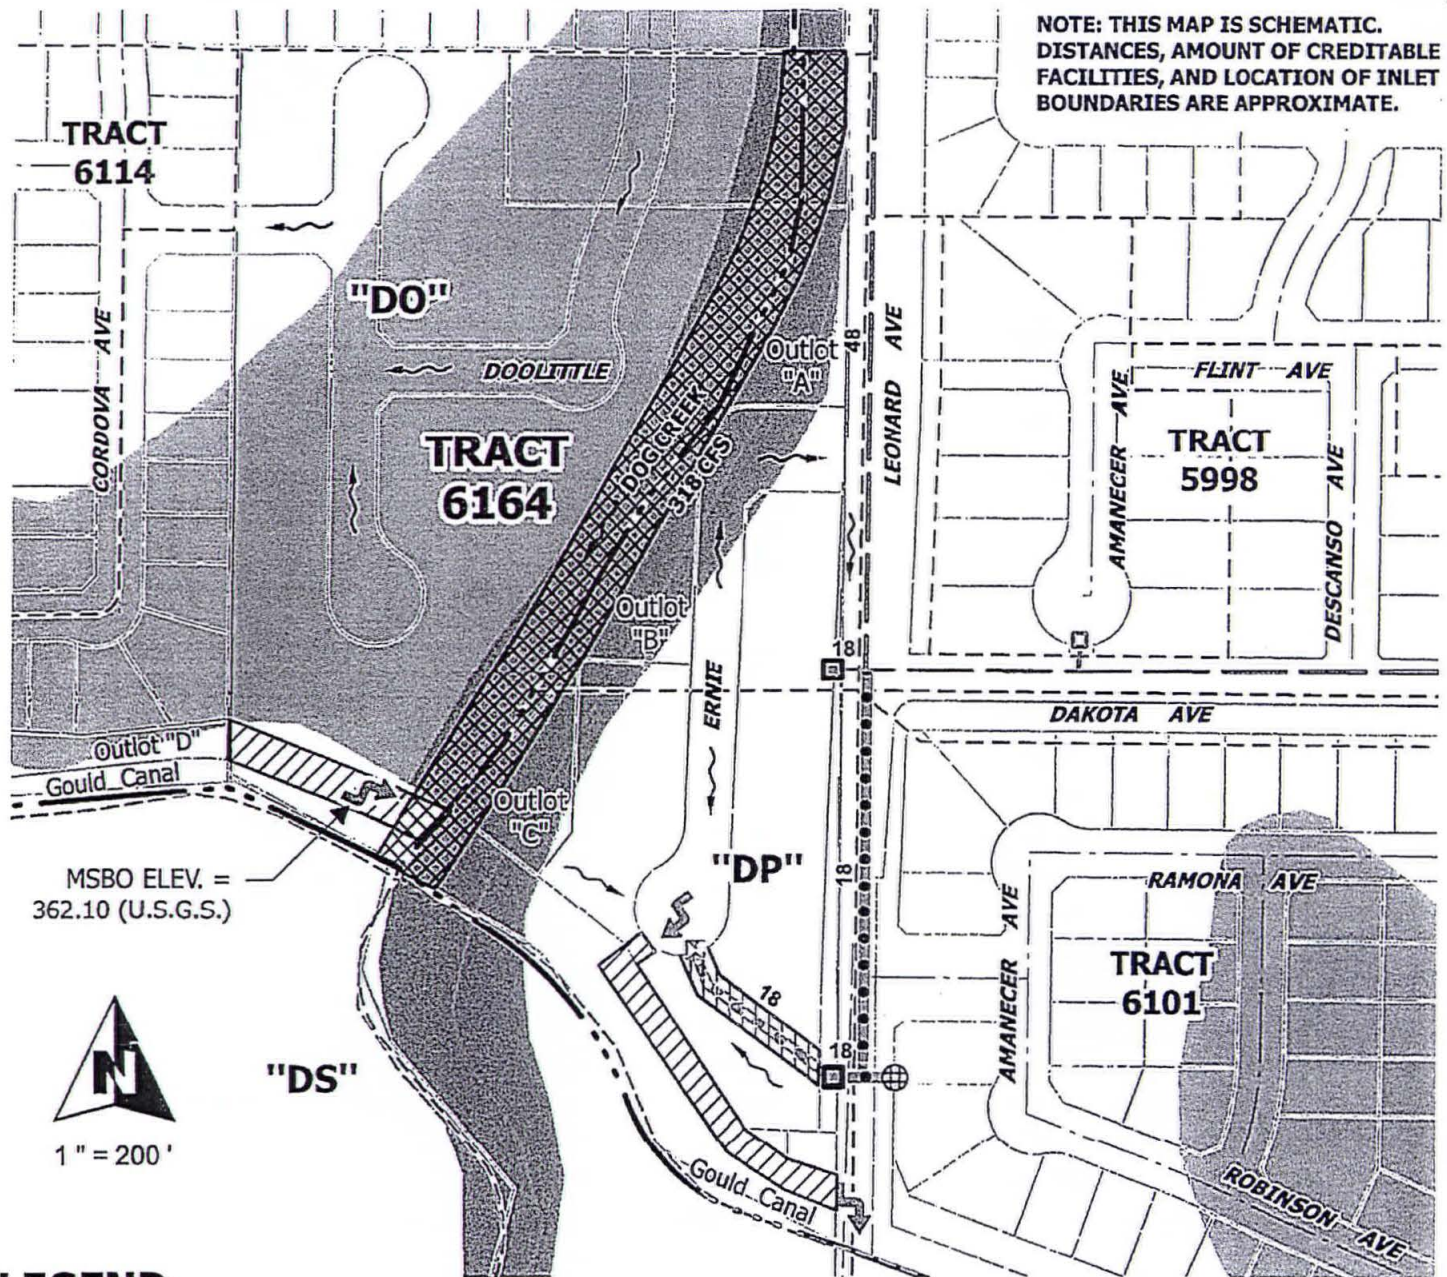 NOTE: THIS MAP IS SCHEMATIC.
DISTANCES, AMOUNT OF CREDITABLE
FACILITIES, AND LOCATION OF INLET
BOUNDARIES ARE APPROXIMATE.
TRACT
6114
"DO"
CORDOVA AVE
DOOLITTLE
TRACT
6164
DOG CREEK
318 CFS
Outlot
"A"
48
LEONARD AVE
FLINT AVE
AMANECER AVE
TRACT
5998
DESCANSO AVE
Outlot
"B"
18
ERNIE
DAKOTA AVE
Outlot "D"
Gould Canal
Outlot
"C"
"DP"
18
MSBO ELEV. =
362.10 (U.S.G.S.)
RAMONA AVE
AMANECER AVE
TRACT
6101
18
18
N
"DS"
1 " = 200 '
Gould Canal
ROBINSON AVE
LEGEND